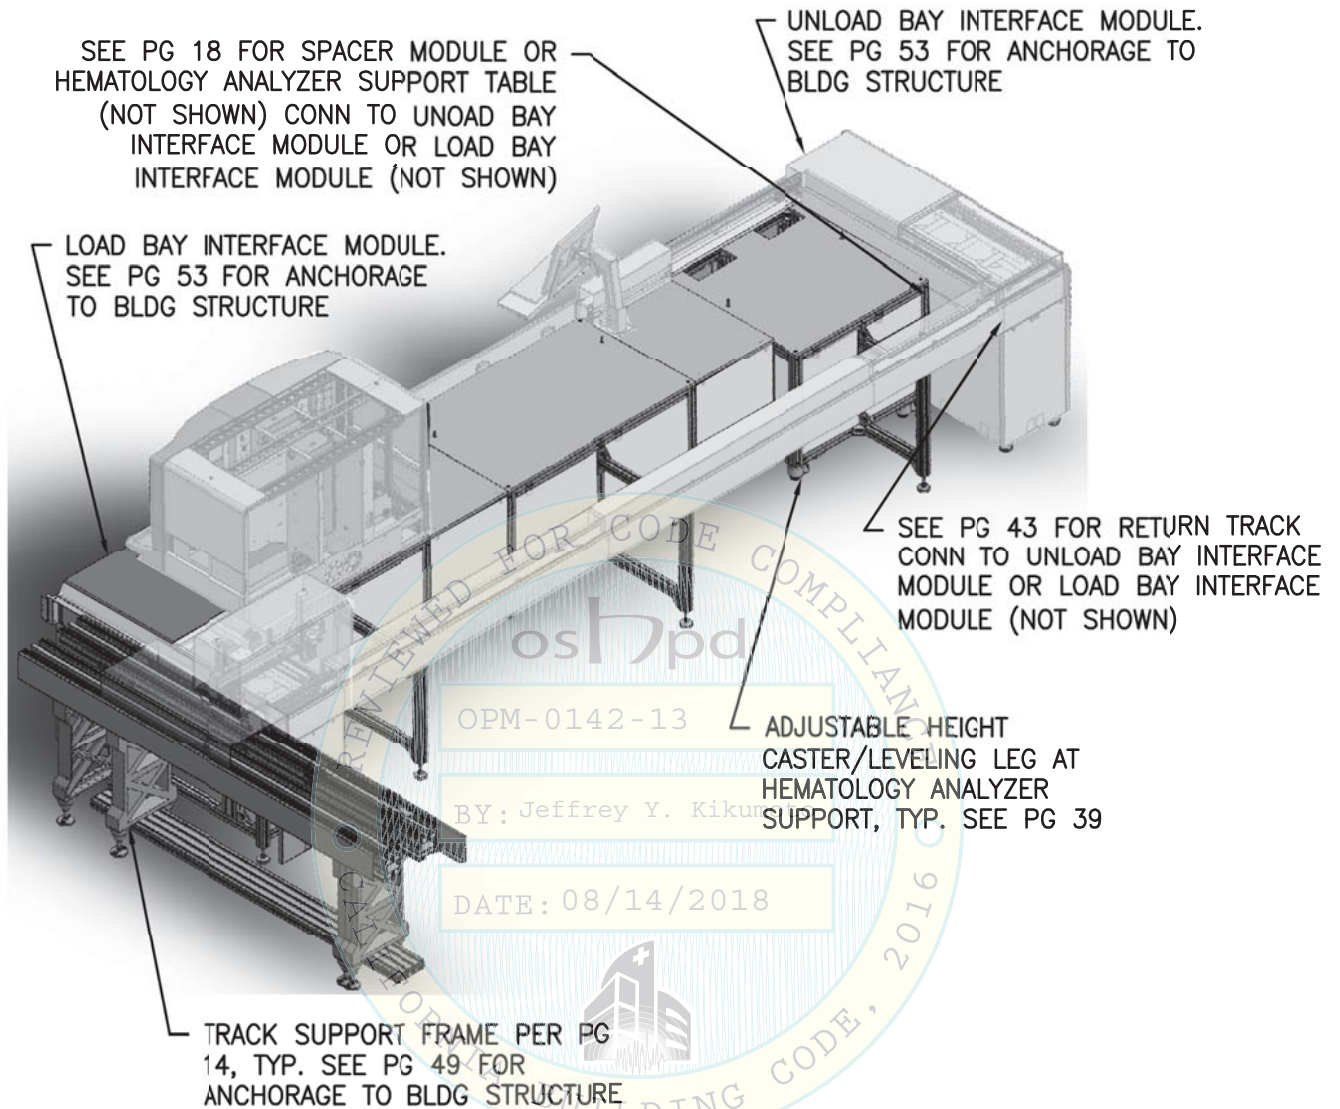 UNLOAD BAY INTERFACE MODULE.
SEE PG 53 FOR ANCHORAGE TO
BLDG STRUCTURE
SEE PG 18 FOR SPACER MODULE OR
HEMATOLOGY ANALYZER SUPPORT TABLE
(NOT SHOWN) CONN TO UNOAD BAY
INTERFACE MODULE OR LOAD BAY
INTERFACE MODULE (NOT SHOWN)
LOAD BAY INTERFACE MODULE.
SEE PG 53 FOR ANCHORAGE
TO BLDG STRUCTURE
SEE PG 43 FOR RETURN TRACK
CONN TO UNLOAD BAY INTERFACE
MODULE OR LOAD BAY INTERFACE
MODULE (NOT SHOWN)
ADJUSTABLE HEIGHT
CASTER/LEVELING LEG AT
HEMATOLOGY ANALYZER
SUPPORT, TYP. SEE PG 39
TRACK SUPPORT FRAME PER PG
14, TYP. SEE PG 49 FOR
ANCHORAGE TO BLDG STRUCTURE
REVIEWED FOR CODE COMPLIANCE
oshpd
OPM-0142-13
BY: Jeffrey Y. Kikumoto
DATE: 08/14/2018
CALIFORNIA BUILDING CODE, 2016